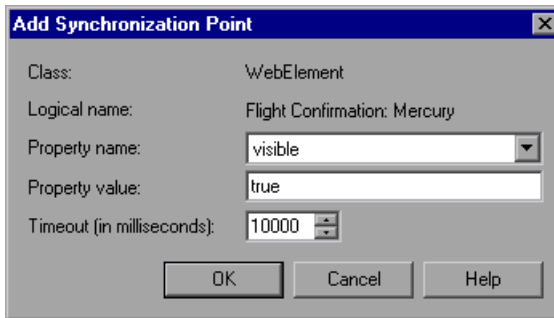 Add Synchronization Point
Class: WebElement
Logical name: Flight Confirmation: Mercury
Property name: visible
Property value: true
Timeout (in milliseconds): 10000
OK Cancel Help